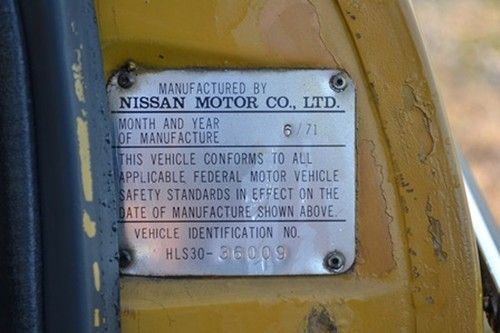 MANUFACTURED BY
NISSAN MOTOR CO., LTD.
MONTH AND YEAR
OF MANUFACTURE 6/71
THIS VEHICLE CONFORMS TO ALL
APPLICABLE FEDERAL MOTOR VEHICLE
SAFETY STANDARDS IN EFFECT ON THE
DATE OF MANUFACTURE SHOWN ABOVE.
VEHICLE IDENTIFICATION NO.
HLS30-36009